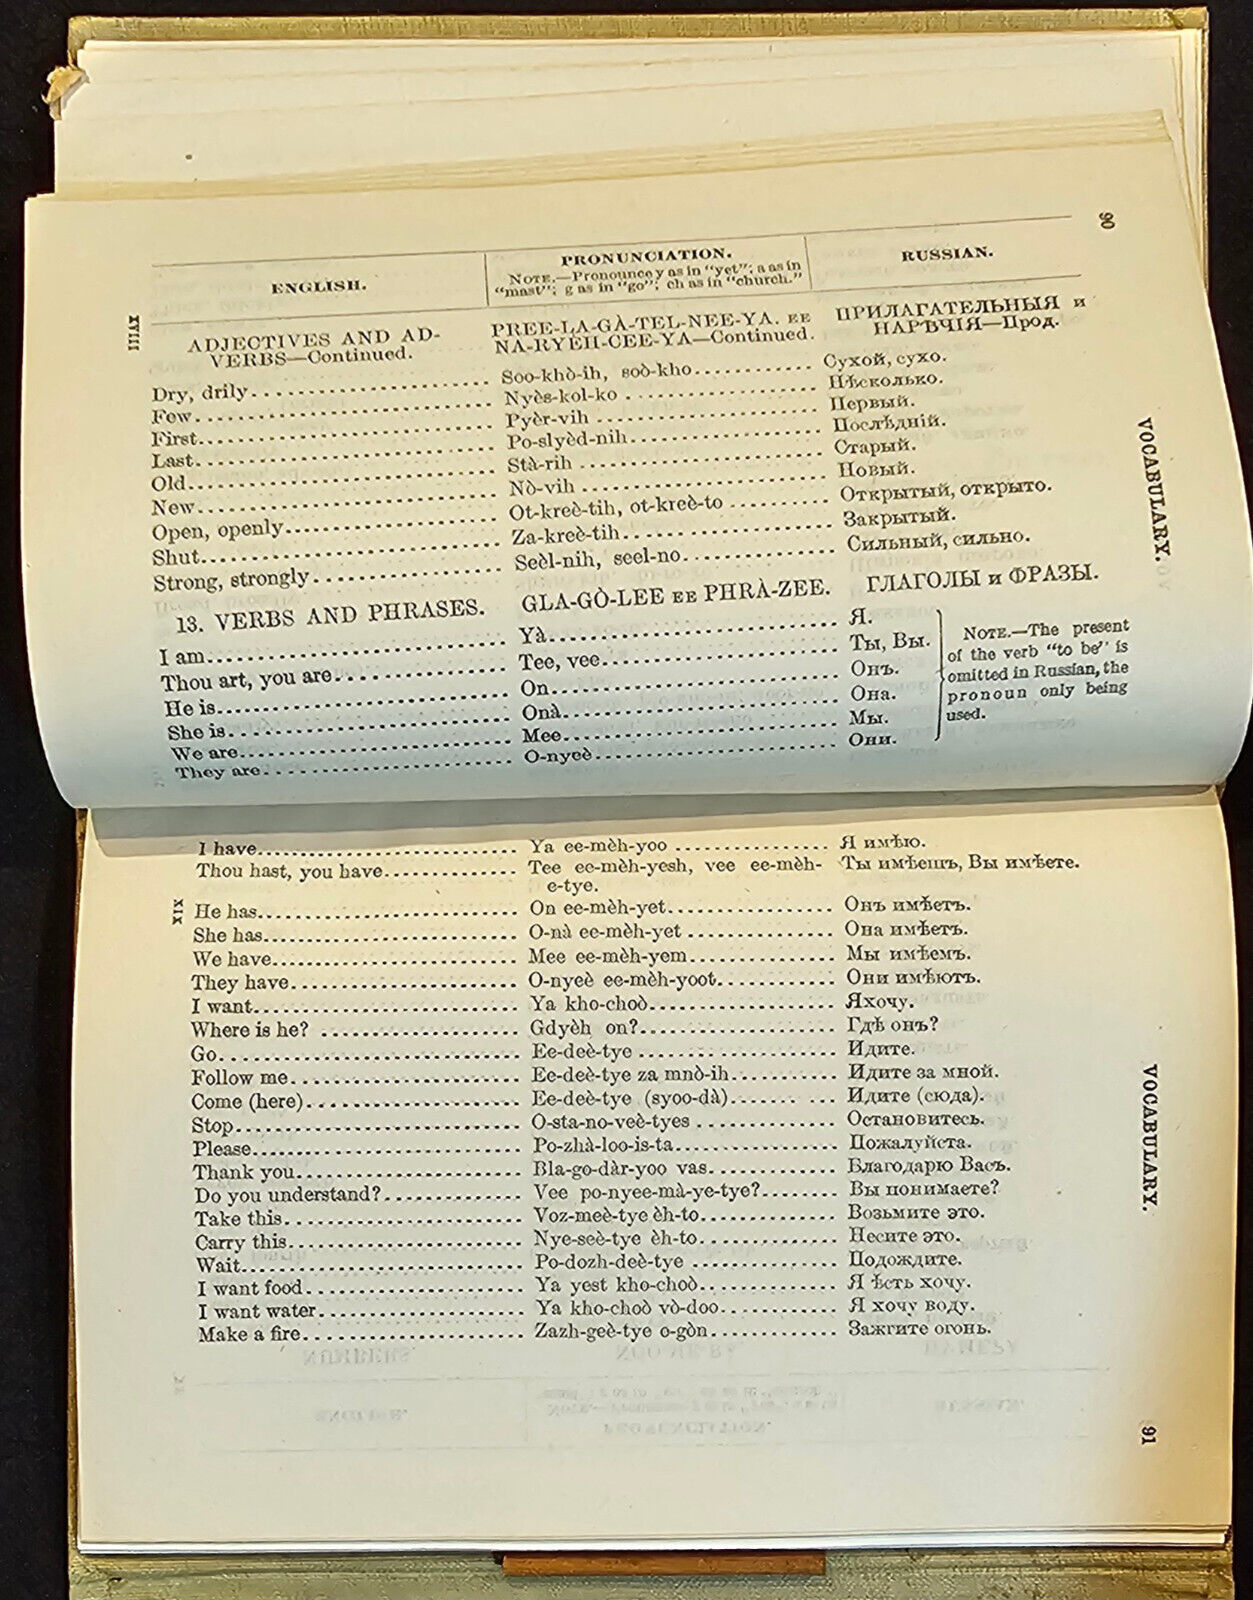 90
ENGLISH. PRONUNCIATION. RUSSIAN.
NOTE.—Pronounce y as in "yet"; a as in
"mast"; g as in "go"; ch as in "church."
XVIII
ADJECTIVES AND AD-
VERBS—Continued.
PREE-LA-GÀ-TEL-NEE-YA. EE
NA-RYEH-CEE-YA—Continued.
ПРИЛАГАТЕЛЬНЫЯ и
НАРѢЧІЯ—Прод.
Dry, drily Soo-khò-ih, soò-kho Сухой, сухо.
Few Nyès-kol-ko Нѣсколько.
First Pyèr-vih Первый.
Last Po-slyèd-nih Послѣдній.
Old Stà-rih Старый.
New Nò-vih Новый.
Open, openly Ot-kreè-tih, ot-kreè-to Открытый, открыто.
Shut Za-kreè-tih Закрытый.
Strong, strongly Seèl-nih, seel-no Сильный, сильно.
13. VERBS AND PHRASES. GLA-GÒ-LEE EE PHRÀ-ZEE. ГЛАГОЛЫ и ФРАЗЫ.
I am Yà Я.
Thou art, you are Tee, vee Ты, Вы.
He is On Онъ.
She is Onà Она.
We are Mee Мы.
They are O-nyeè Они.
NOTE.—The present
of the verb "to be" is
omitted in Russian, the
pronoun only being
used.
VOCABULARY.
I have Ya ee-mèh-yoo Я имѣю.
Thou hast, you have Tee ee-mèh-yesh, vee ee-mèh- Ты имѣешъ, Вы имѣете.
e-tye.
XIX
He has On ee-mèh-yet Онъ имѣетъ.
She has O-nà ee-mèh-yet Она имѣетъ.
We have Mee ee-mèh-yem Мы имѣемъ.
They have O-nyeè ee-mèh-yoot Они имѣютъ.
I want Ya kho-choò Я хочу.
Where is he? Gdyèh on? Гдѣ онъ?
Go Ee-deè-tye Идите.
Follow me Ee-deè-tye za mnò-ih Идите за мной.
Come (here) Ee-deè-tye (syoo-dà) Идите (сюда).
Stop O-sta-no-veè-tyes Остановитесь.
Please Po-zhà-loo-is-ta Пожалуйста.
Thank you Bla-go-dàr-yoo vas Благодарю Васъ.
Do you understand? Vee po-nyee-mà-ye-tye? Вы понимаете?
Take this Voz-meè-tye èh-to Возьмите это.
Carry this Nye-seè-tye èh-to Несите это.
Wait Po-dozh-deè-tye Подождите.
I want food Ya yest kho-choò Я ѣсть хочу.
I want water Ya kho-choò vò-doo Я хочу воду.
Make a fire Zazh-geè-tye o-gòn Зажгите огонь.
VOCABULARY.
91